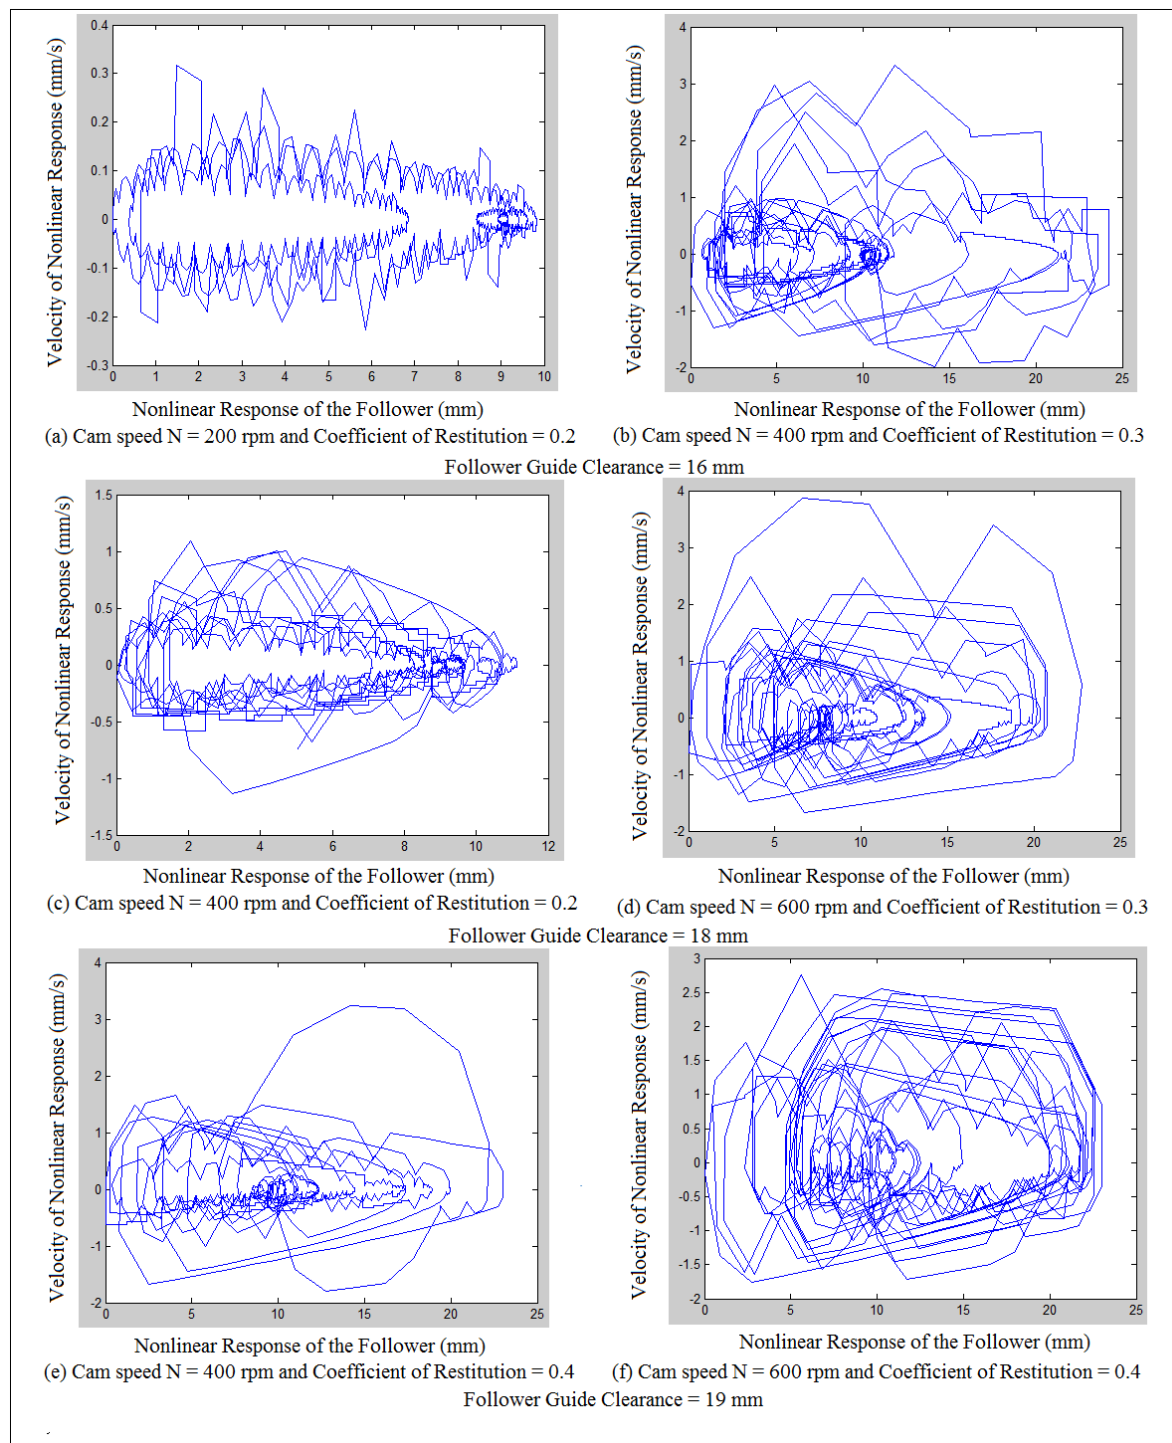 Velocity of Nonlinear Response (mm/s)
0.4
0.3
0.2
0.1
0
-0.1
-0.2
-0.3
0 1 2 3 4 5 6 7 8 9 10
Nonlinear Response of the Follower (mm)
(a) Cam speed N = 200 rpm and Coefficient of Restitution = 0.2
Velocity of Nonlinear Response (mm/s)
4
3
2
1
0
-1
-2
0 5 10 15 20 25
Nonlinear Response of the Follower (mm)
(b) Cam speed N = 400 rpm and Coefficient of Restitution = 0.3
Follower Guide Clearance = 16 mm
Velocity of Nonlinear Response (mm/s)
1.5
1
0.5
0
-0.5
-1
-1.5
0 2 4 6 8 10 12
Nonlinear Response of the Follower (mm)
(c) Cam speed N = 400 rpm and Coefficient of Restitution = 0.2
Velocity of Nonlinear Response (mm/s)
4
3
2
1
0
-1
-2
0 5 10 15 20 25
Nonlinear Response of the Follower (mm)
(d) Cam speed N = 600 rpm and Coefficient of Restitution = 0.3
Follower Guide Clearance = 18 mm
Velocity of Nonlinear Response (mm/s)
4
3
2
1
0
-1
-2
0 5 10 15 20 25
Nonlinear Response of the Follower (mm)
(e) Cam speed N = 400 rpm and Coefficient of Restitution = 0.4
Velocity of Nonlinear Response (mm/s)
3
2.5
2
1.5
1
0.5
0
-0.5
-1
-1.5
-2
0 5 10 15 20 25
Nonlinear Response of the Follower (mm)
(f) Cam speed N = 600 rpm and Coefficient of Restitution = 0.4
Follower Guide Clearance = 19 mm